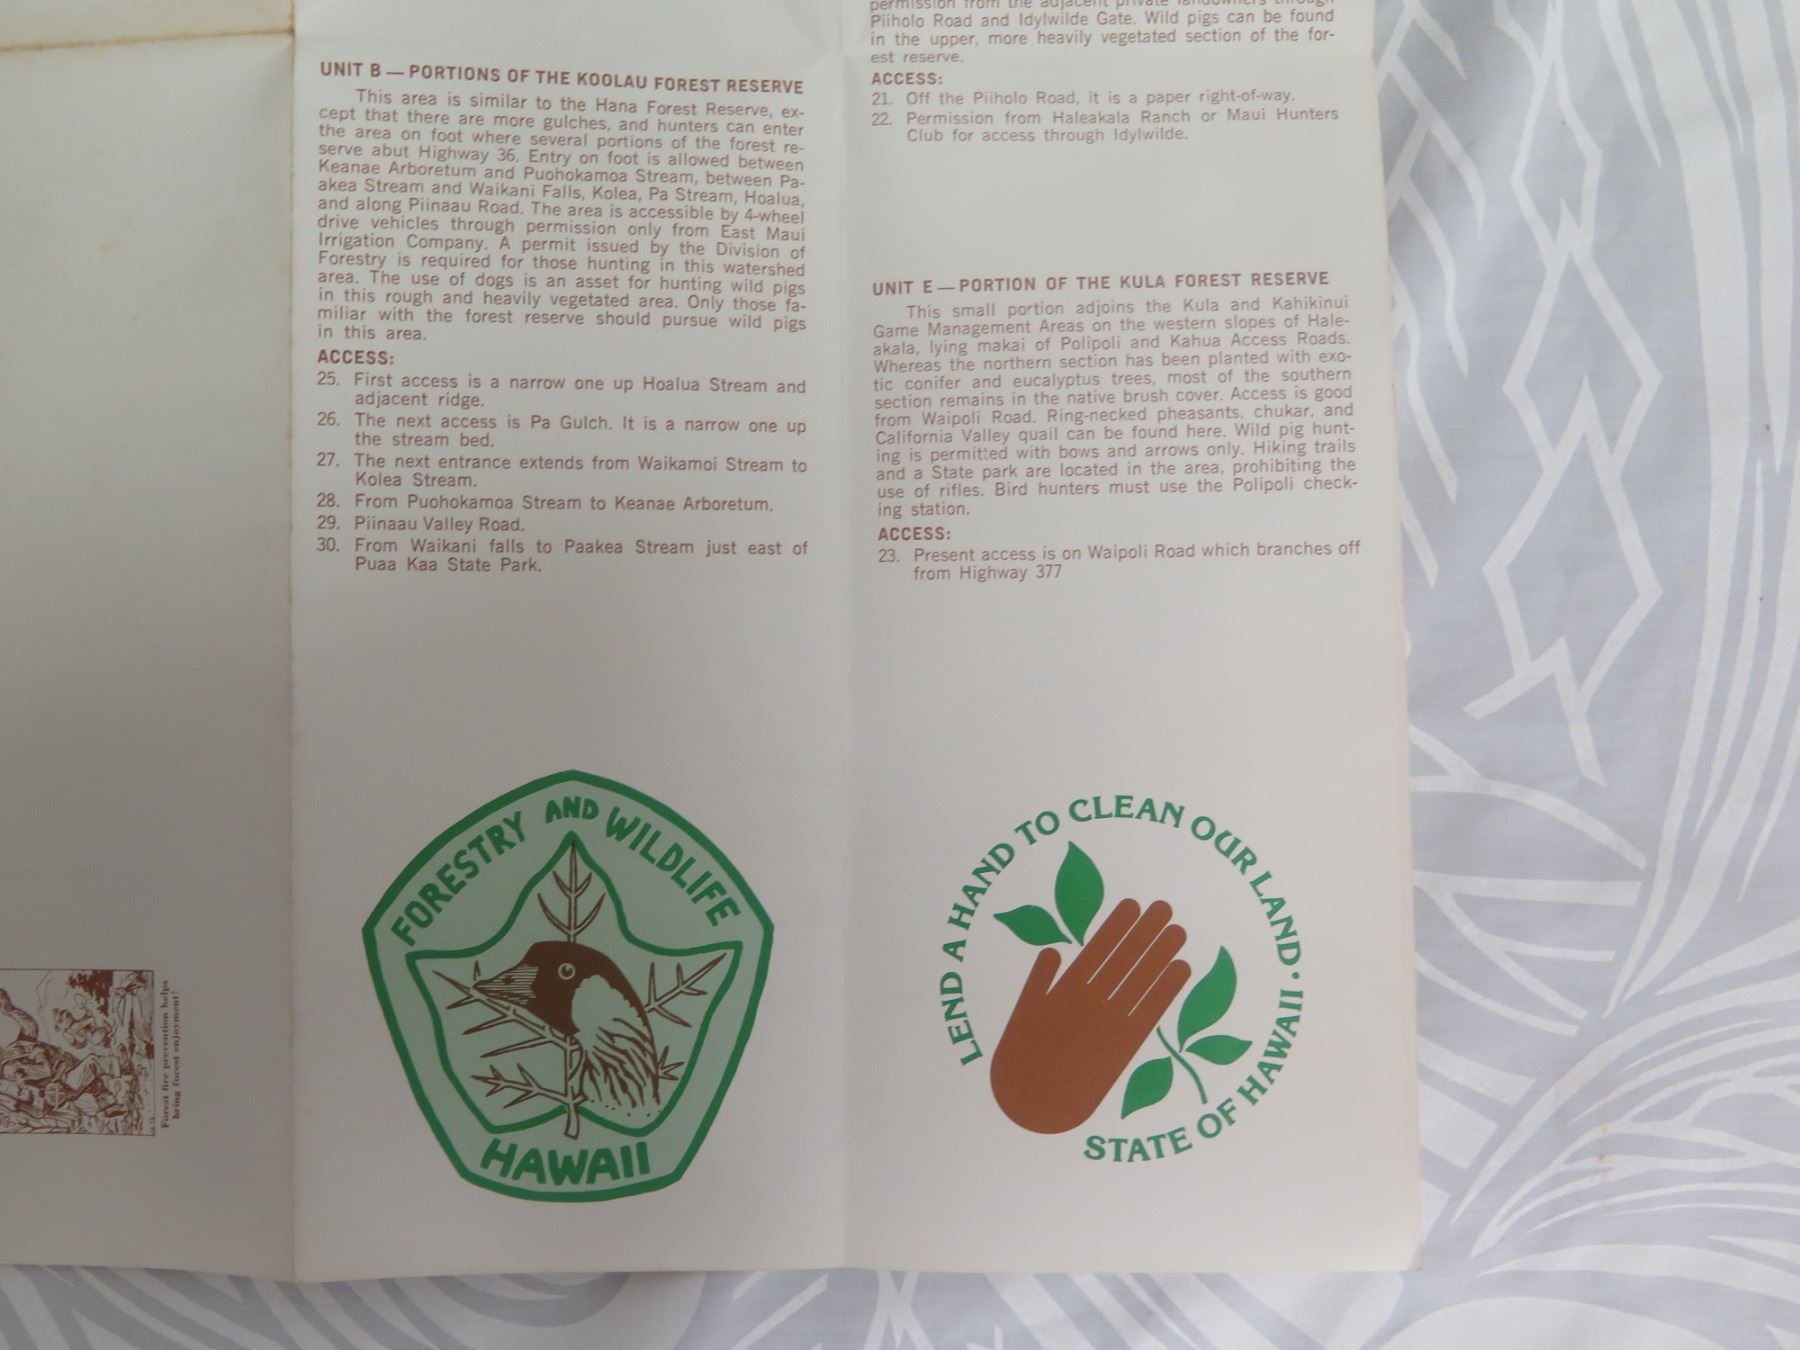 UNIT B — PORTIONS OF THE KOOLAU FOREST RESERVE
This area is similar to the Hana Forest Reserve, ex-
cept that there are more gulches, and hunters can enter
the area on foot where several portions of the forest re-
serve abut Highway 36. Entry on foot is allowed between
Keanae Arboretum and Puohokamoa Stream, between Pa-
akea Stream and Waikani Falls, Kolea, Pa Stream, Hoalua,
and along Piinaau Road. The area is accessible by 4-wheel
drive vehicles through permission only from East Maui
Irrigation Company. A permit issued by the Division of
Forestry is required for those hunting in this watershed
area. The use of dogs is an asset for hunting wild pigs
in this rough and heavily vegetated area. Only those fa-
miliar with the forest reserve should pursue wild pigs
in this area.
ACCESS:
25. First access is a narrow one up Hoalua Stream and
adjacent ridge.
26. The next access is Pa Gulch. It is a narrow one up
the stream bed.
27. The next entrance extends from Waikamoi Stream to
Kolea Stream.
28. From Puohokamoa Stream to Keanae Arboretum.
29. Piinaau Valley Road.
30. From Waikani falls to Paakea Stream just east of
Puaa Kaa State Park.
FORESTRY AND WILDLIFE
HAWAII
permission from the adjacent private landowners through
Piiholo Road and Idylwilde Gate. Wild pigs can be found
in the upper, more heavily vegetated section of the for-
est reserve.
ACCESS:
21. Off the Piiholo Road, it is a paper right-of-way.
22. Permission from Haleakala Ranch or Maui Hunters
Club for access through Idylwilde.
UNIT E — PORTION OF THE KULA FOREST RESERVE
This small portion adjoins the Kula and Kahikinui
Game Management Areas on the western slopes of Hale-
akala, lying makai of Polipoli and Kahua Access Roads.
Whereas the northern section has been planted with exo-
tic conifer and eucalyptus trees, most of the southern
section remains in the native brush cover. Access is good
from Waipoli Road. Ring-necked pheasants, chukar, and
California Valley quail can be found here. Wild pig hunt-
ing is permitted with bows and arrows only. Hiking trails
and a State park are located in the area, prohibiting the
use of rifles. Bird hunters must use the Polipoli check-
ing station.
ACCESS:
23. Present access is on Waipoli Road which branches off
from Highway 377
LEND A HAND TO CLEAN OUR LAND · STATE OF HAWAII
Forest fire prevention helps
bring forest enjoyment!